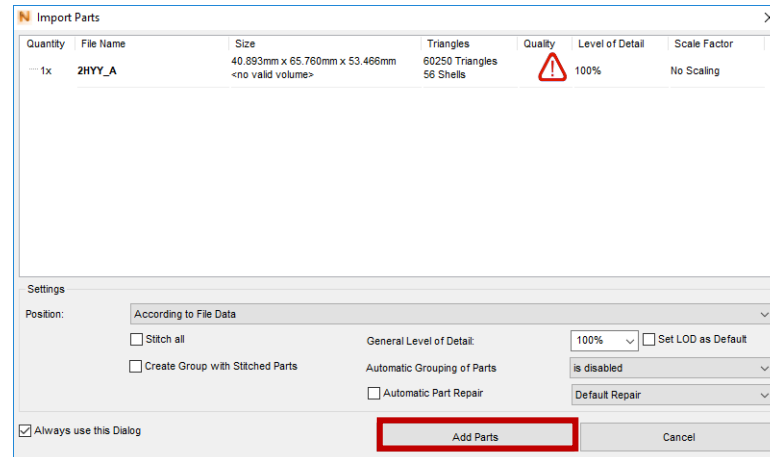 Import Parts
Quantity File Name Size Triangles Quality Level of Detail Scale Factor
1x 2HYY_A 40.893mm x 65.760mm x 53.466mm 60250 Triangles 100% No Scaling
<no valid volume> 56 Shells
Settings
Position: According to File Data
Stitch all General Level of Detail: 100% Set LOD as Default
Create Group with Stitched Parts Automatic Grouping of Parts is disabled
Automatic Part Repair Default Repair
Always use this Dialog Add Parts Cancel